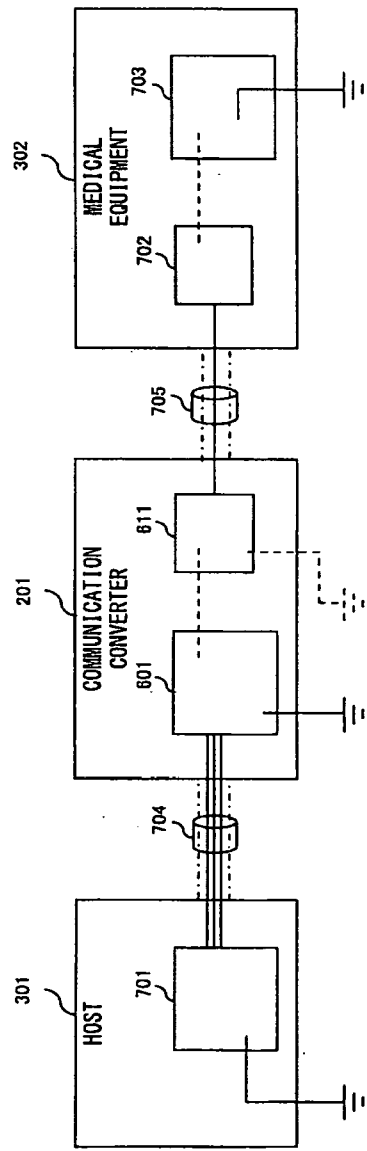 301
HOST
701
704
201
COMMUNICATION
CONVERTER
601
611
705
302
MEDICAL
EQUIPMENT
702
703